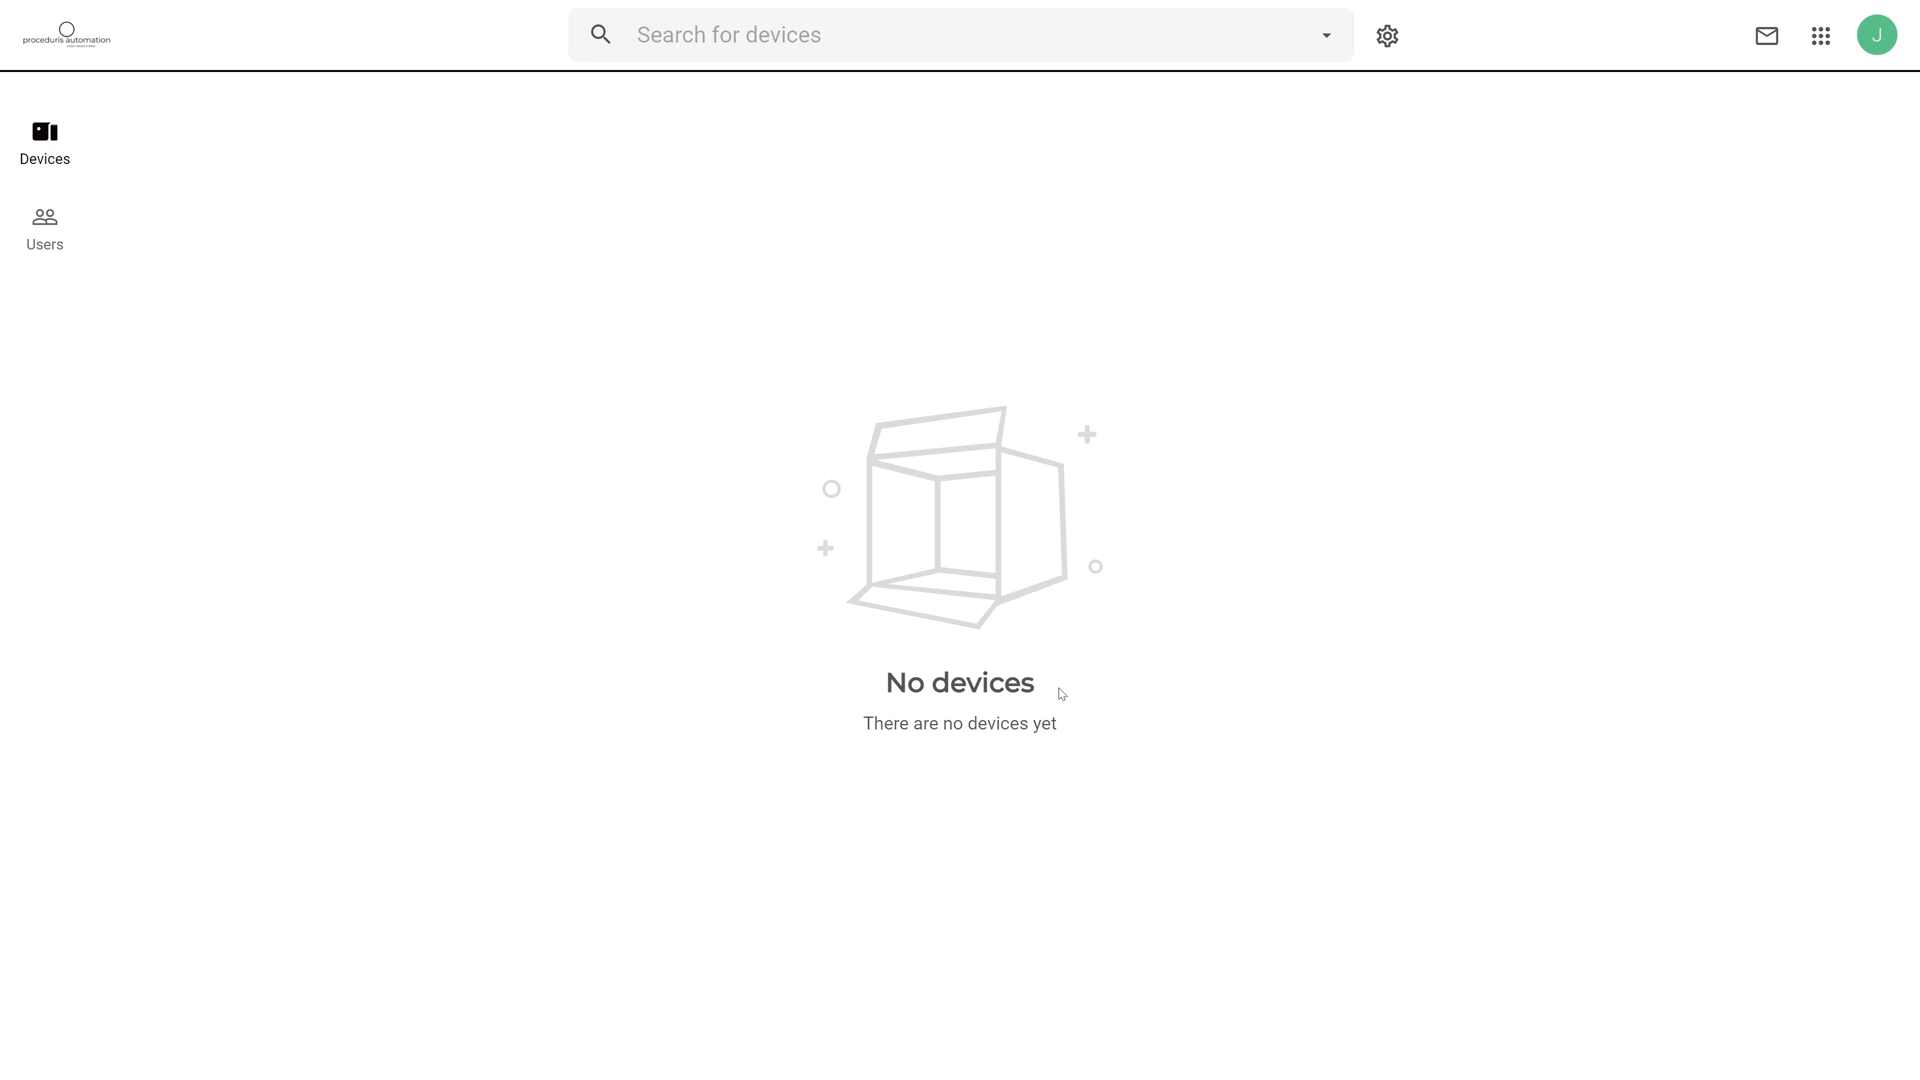 proceduris automation
Search for devices
J
Devices
Users
No devices
There are no devices yet